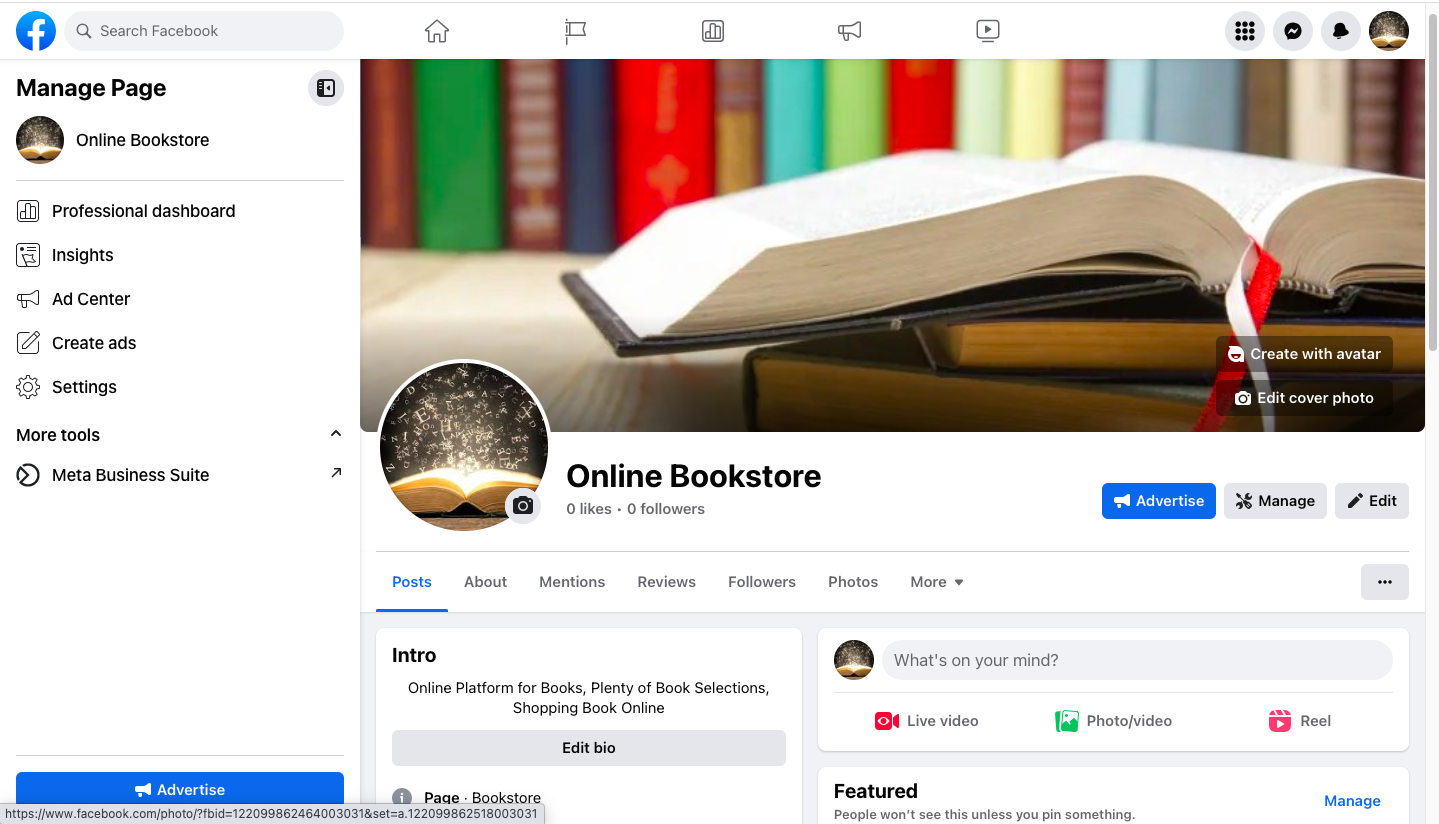 Search Facebook
Manage Page
Online Bookstore
Professional dashboard
Insights
Ad Center
Create ads
Settings
More tools
Meta Business Suite
Advertise
https://www.facebook.com/photo/?fbid=122099862464003031&set=a.122099862518003031
Create with avatar
Edit cover photo
Online Bookstore
0 likes • 0 followers
Advertise
Manage
Edit
Posts
About
Mentions
Reviews
Followers
Photos
More
Intro
Online Platform for Books, Plenty of Book Selections,
Shopping Book Online
Edit bio
Page · Bookstore
What's on your mind?
Live video
Photo/video
Reel
Featured
Manage
People won't see this unless you pin something.